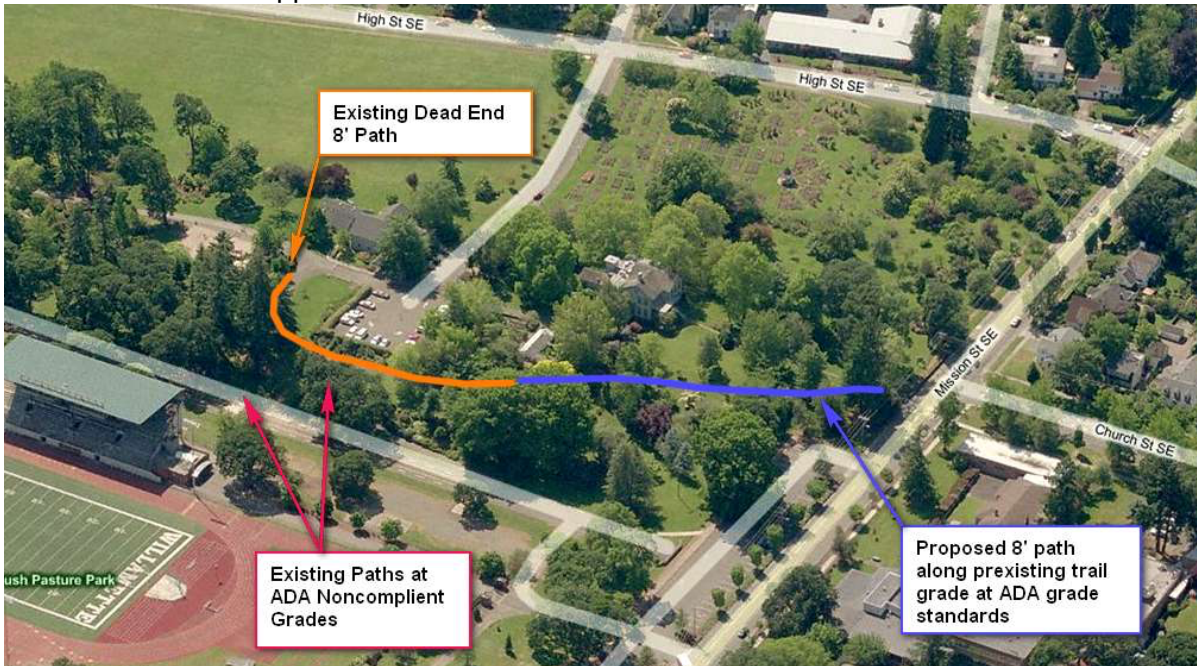 High St SE
High St SE
Existing Dead End
8' Path
Mission St SE
Church St SE
WILLAMETTE
ush Pasture Park
Existing Paths at
ADA Noncomplient
Grades
Proposed 8' path
along prexisting trail
grade at ADA grade
standards